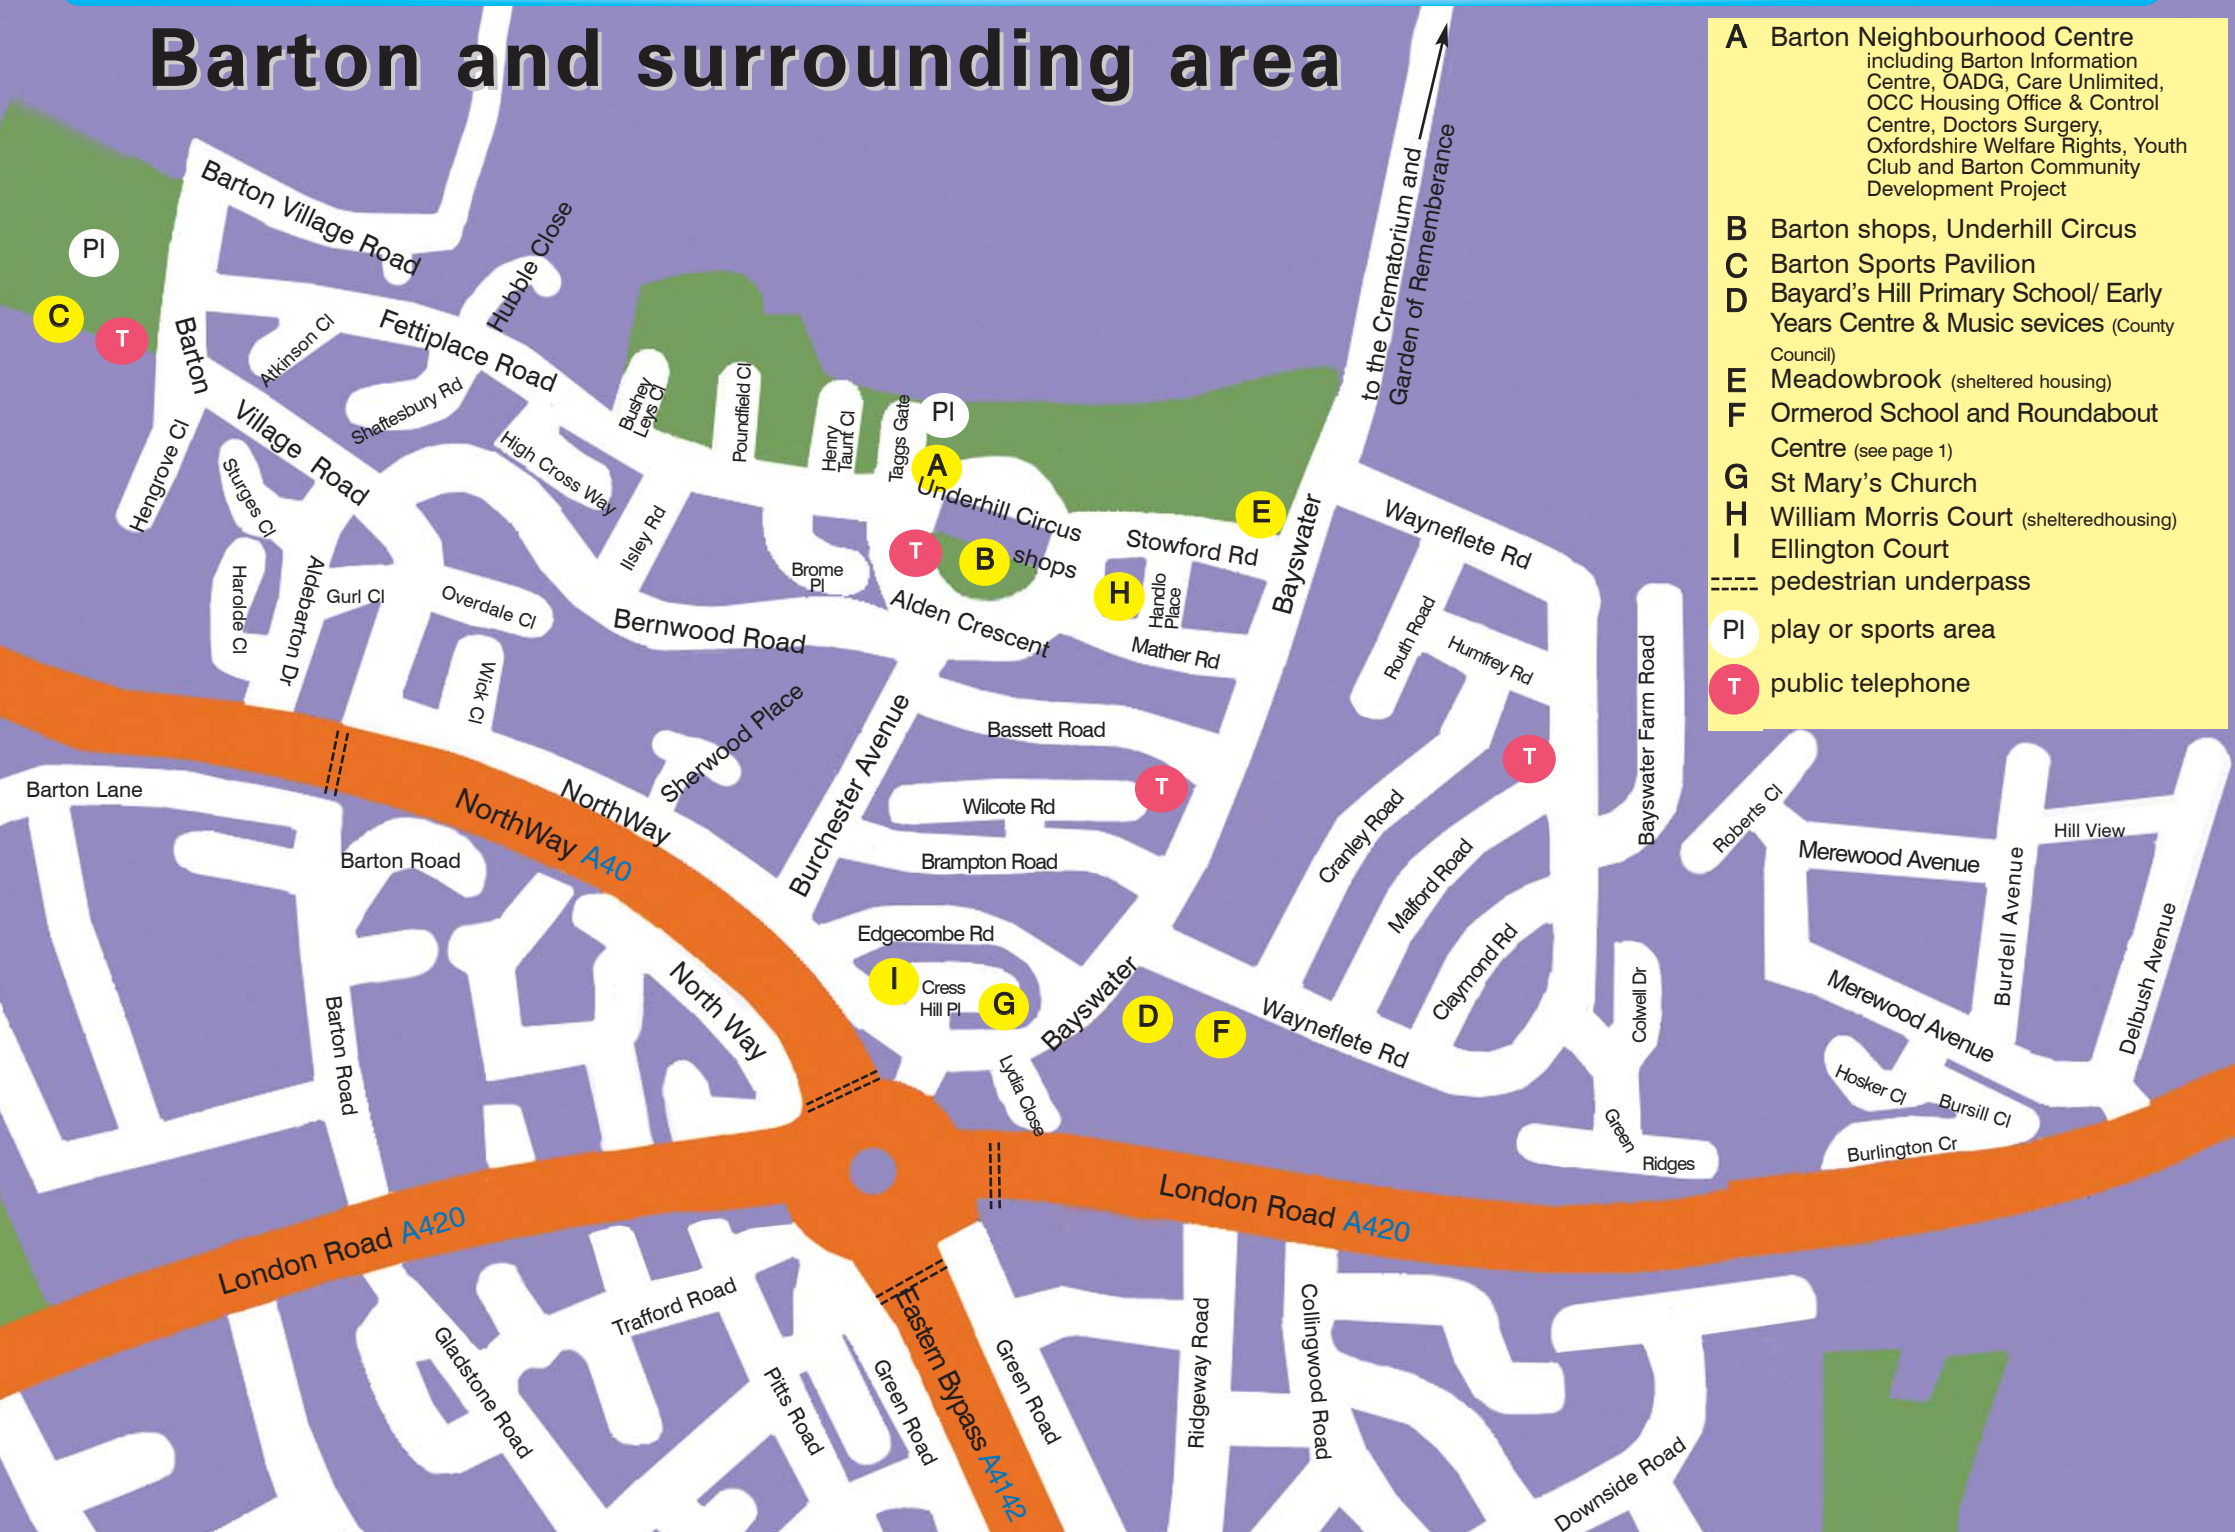 Barton and surrounding area
A Barton Neighbourhood Centre
including Barton Information
Centre, OADG, Care Unlimited,
OCC Housing Office & Control
Centre, Doctors Surgery,
Oxfordshire Welfare Rights, Youth
Club and Barton Community
Development Project
B Barton shops, Underhill Circus
C Barton Sports Pavilion
D Bayard's Hill Primary School/ Early
Years Centre & Music sevices (County
Council)
E Meadowbrook (sheltered housing)
F Ormerod School and Roundabout
Centre (see page 1)
G St Mary's Church
H William Morris Court (shelteredhousing)
I Ellington Court
pedestrian underpass
Pl play or sports area
T public telephone
to the Crematorium and
Garden of Rememberance
Barton Village Road
Hubble Close
Pl
C
T
Barton
Village Road
Atkinson Cl
Fettiplace Road
Shaftesbury Rd
Hengrove Cl
Sturges Cl
High Cross Way
Bushey
Leys Cl
Poundfield Cl
Henry
Taunt Cl
Taggs Gate
Pl
A
Underhill Circus
shops
T
B
E
Stowford Rd
Bayswater
Wayneflete Rd
Ilsley Rd
Brome
Pl
Alden Crescent
H
Handlo
Place
Mather Rd
Harolde Cl
Aldebarton Dr
Gurl Cl
Overdale Cl
Wick Cl
Bernwood Road
Sherwood Place
Burchester Avenue
Bassett Road
Wilcote Rd
T
Brampton Road
Routh Road
Humfrey Rd
T
Bayswater Farm Road
Cranley Road
Malford Road
Claymond Rd
Roberts Cl
Merewood Avenue
Hill View
Burdell Avenue
Delbush Avenue
Merewood Avenue
Hosker Cl
Bursill Cl
Burlington Cr
Barton Lane
Barton Road
NorthWay
NorthWay A40
Edgecombe Rd
I
Cress
Hill Pl
G
Bayswater
D
F
Wayneflete Rd
Colwell Dr
Green
Ridges
North Way
Barton Road
Lydia Close
London Road A420
London Road A420
Trafford Road
Gladstone Road
Pitts Road
Green Road
Eastern Bypass A4142
Green Road
Ridgeway Road
Collingwood Road
Downside Road